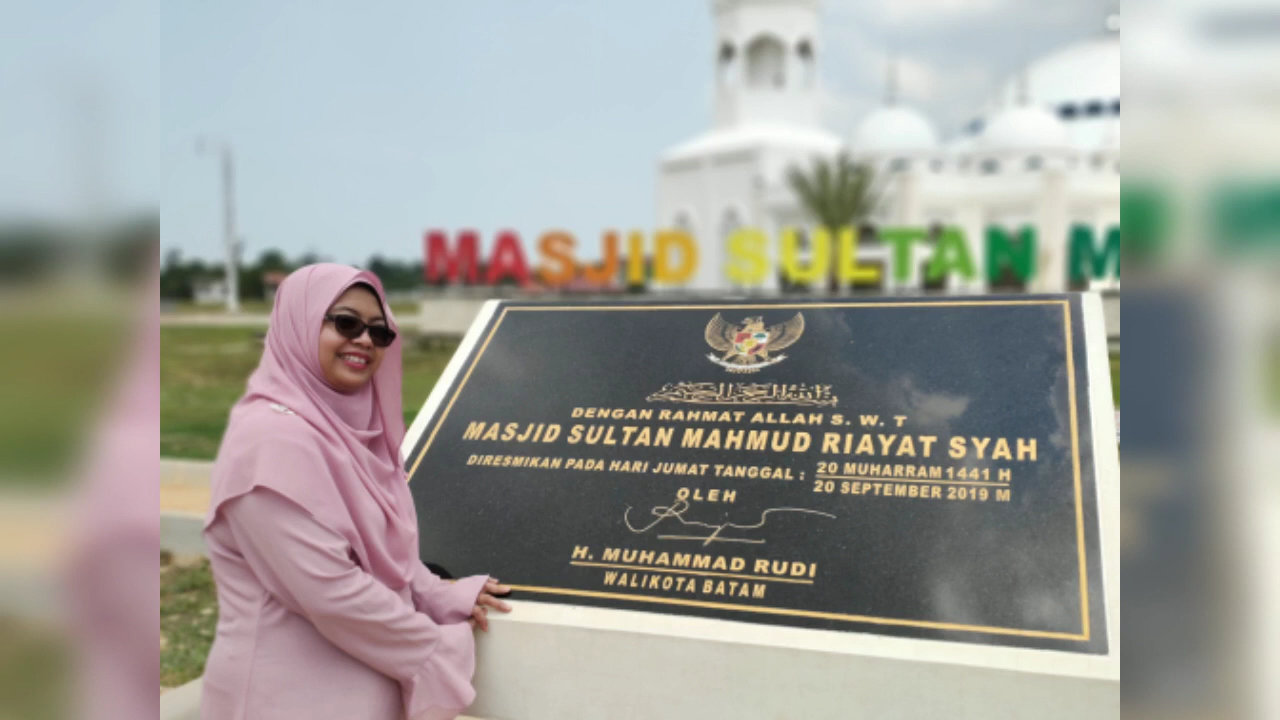 MASJID SULTAN M
DENGAN RAHMAT ALLAH S. W. T
MASJID SULTAN MAHMUD RIAYAT SYAH
DIRESMIKAN PADA HARI JUMAT TANGGAL : 20 MUHARRAM 1441 H
20 SEPTEMBER 2019 M
OLEH
H. MUHAMMAD RUDI
WALIKOTA BATAM